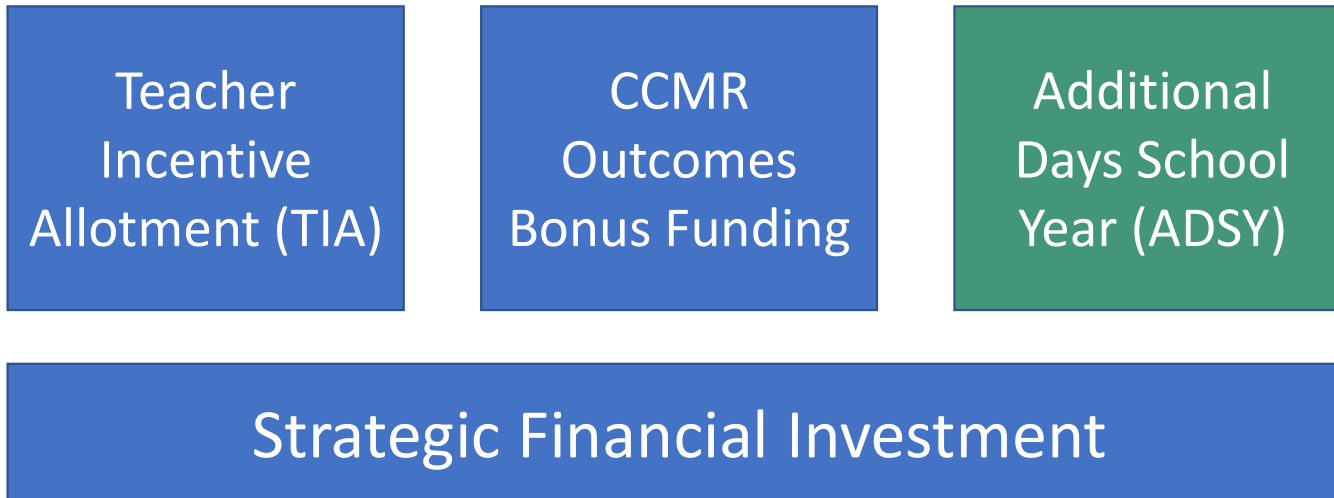 Teacher
Incentive
Allotment (TIA)
CCMR
Outcomes
Bonus Funding
Additional
Days School
Year (ADSY)
Strategic Financial Investment